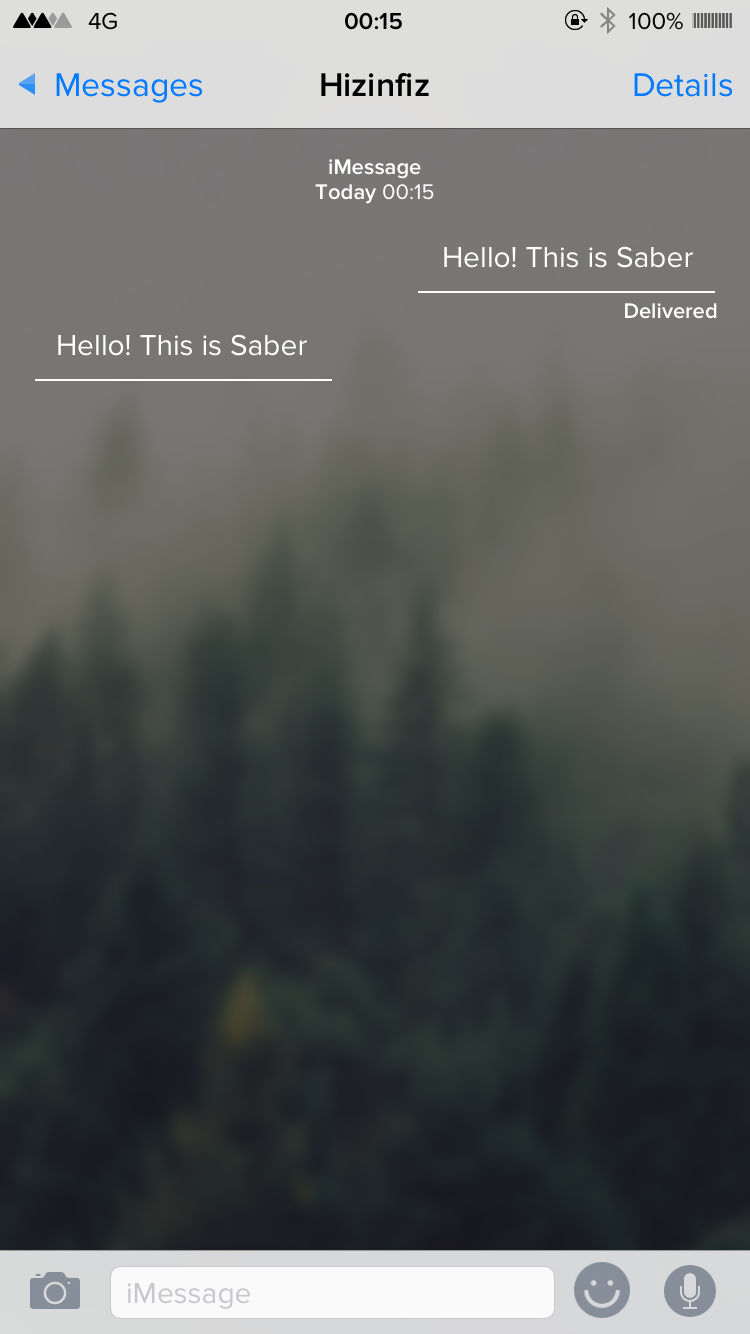 4G 00:15 100%
Messages Hizinfiz Details
iMessage
Today 00:15
Hello! This is Saber
Delivered
Hello! This is Saber
iMessage